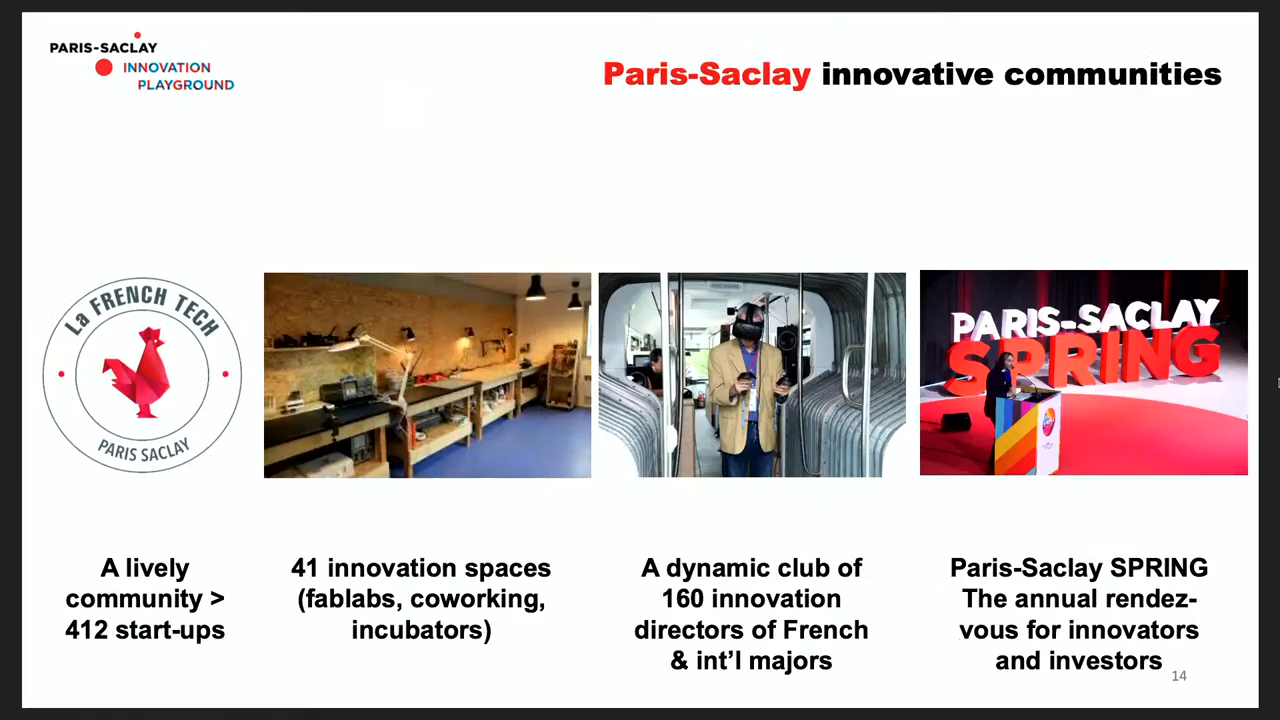 PARIS-SACLAY
INNOVATION
PLAYGROUND
Paris-Saclay innovative communities
La FRENCH TECH
PARIS SACLAY
PARIS-SACLAY
SPRING
A lively
community >
412 start-ups
41 innovation spaces
(fablabs, coworking,
incubators)
A dynamic club of
160 innovation
directors of French
& int’l majors
Paris-Saclay SPRING
The annual rendez-
vous for innovators
and investors
14